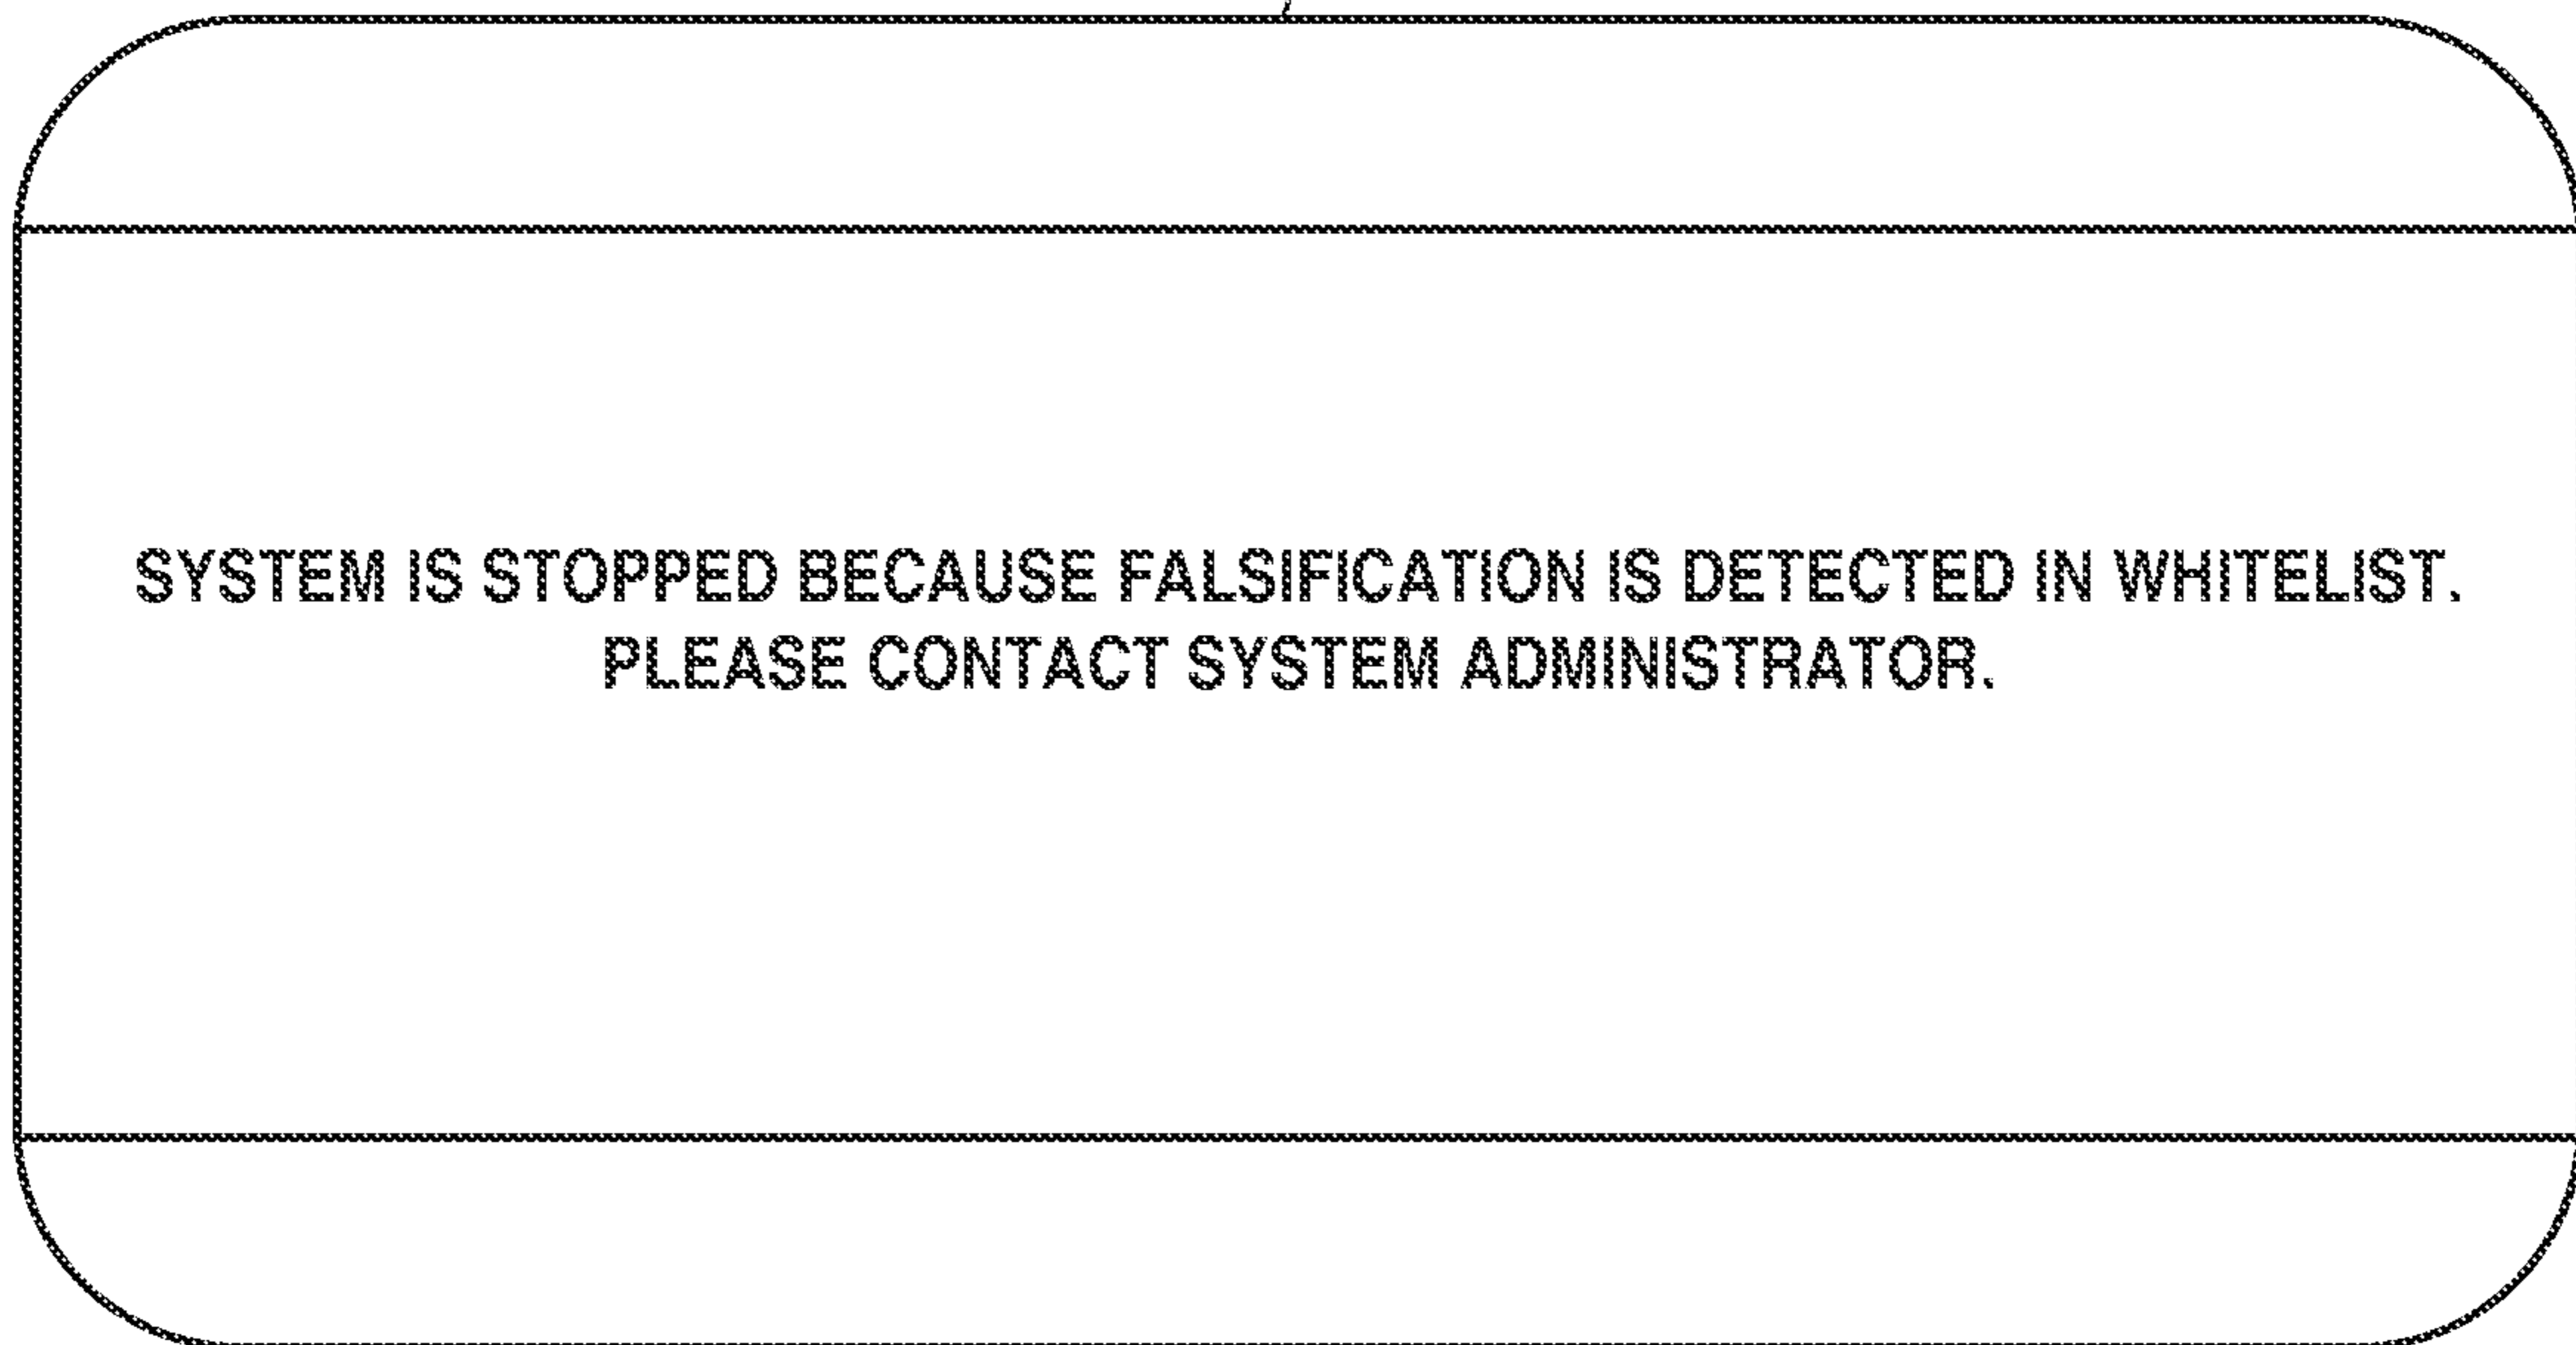 SYSTEM IS STOPPED BECAUSE FALSIFICATION IS DETECTED IN WHITELIST.
PLEASE CONTACT SYSTEM ADMINISTRATOR.